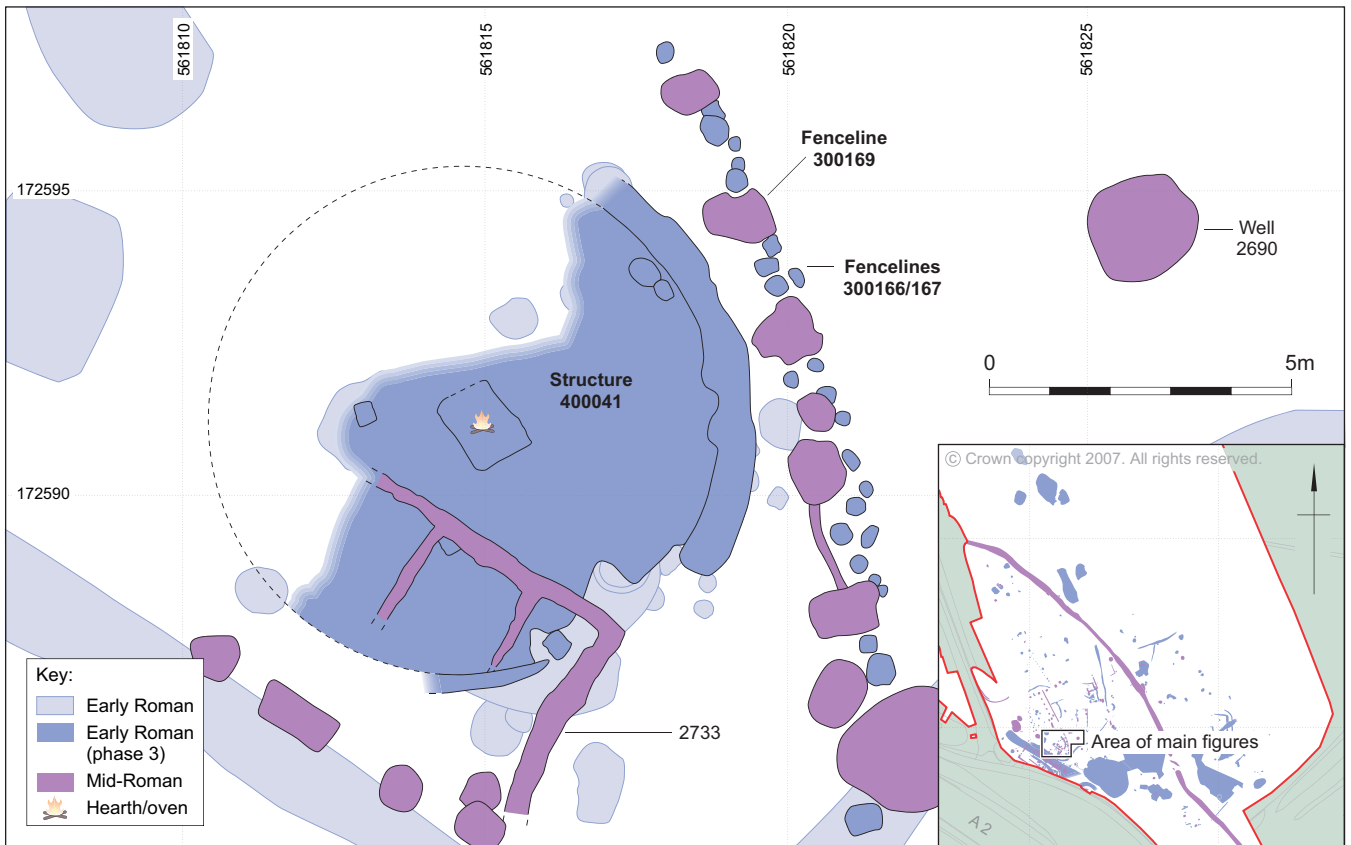 561810
561815
561820
561825
172595
172590
Fenceline
300169
Fencelines
300166/167
Well
2690
0 5m
Structure
400041
2733
Key:
Early Roman
Early Roman
(phase 3)
Mid-Roman
Hearth/oven
© Crown copyright 2007. All rights reserved.
Area of main figures
A2